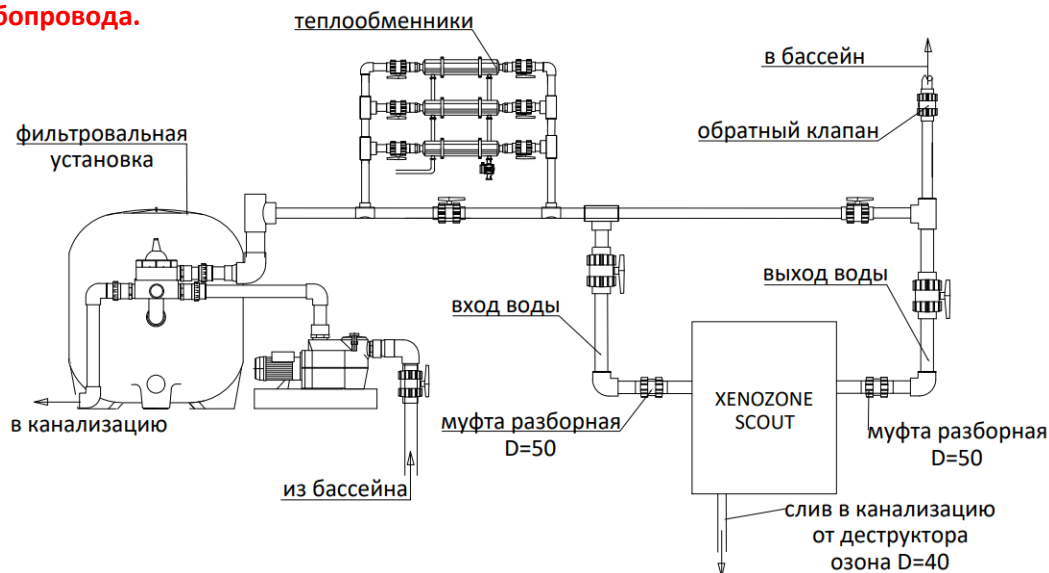 бопровода.
теплообменники
в бассейн
обратный клапан
фильтровальная
установка
вход воды
выход воды
XENOZONE
SCOUT
в канализацию
муфта разборная
D=50
муфта разборная
D=50
из бассейна
слив в канализацию
от деструктора
озона D=40